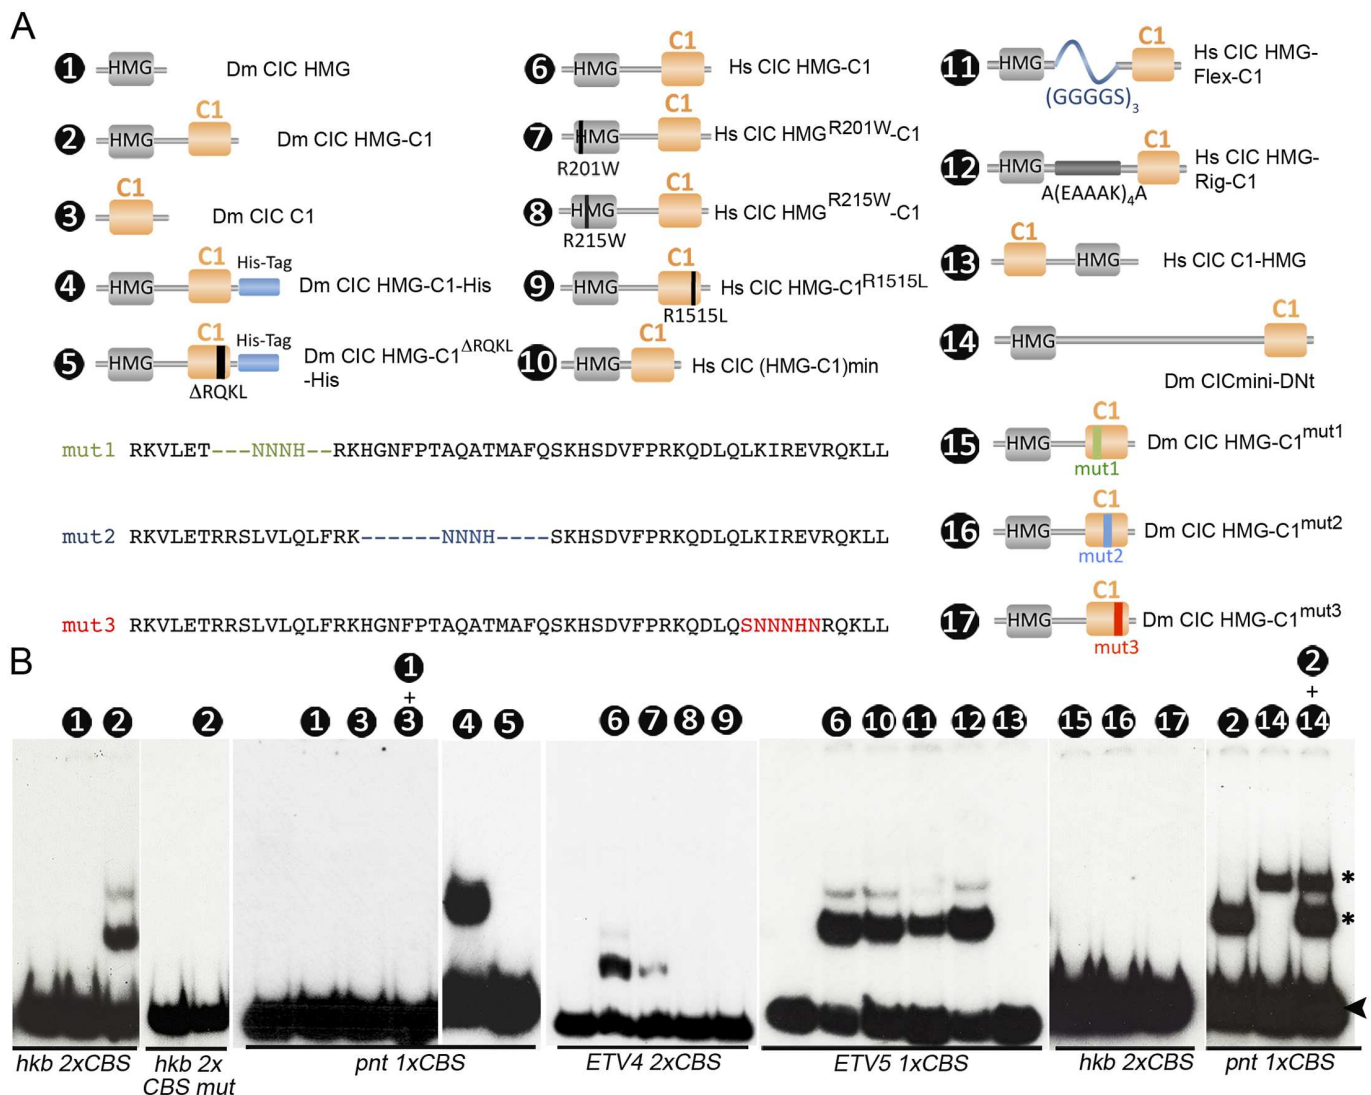 A
1 HMG Dm CIC HMG
2 HMG C1 Dm CIC HMG-C1
3 C1 Dm CIC C1
4 HMG C1 His-Tag Dm CIC HMG-C1-His
5 HMG C1 His-Tag Dm CIC HMG-C1ΔRQKL
-His
ΔRQKL
6 HMG C1 Hs CIC HMG-C1
7 HMG C1 Hs CIC HMGR201W-C1
R201W
8 HMG C1 Hs CIC HMGR215W-C1
R215W
9 HMG C1 Hs CIC HMG-C1R1515L
R1515L
10 HMG C1 Hs CIC (HMG-C1)min
11 HMG C1 Hs CIC HMG-
Flex-C1
(GGGGS)3
12 HMG C1 Hs CIC HMG-
Rig-C1
A(EAAAK)4A
13 C1 HMG Hs CIC C1-HMG
14 HMG C1
Dm CICmini-DNt
15 HMG C1 Dm CIC HMG-C1mut1
mut1
16 HMG C1 Dm CIC HMG-C1mut2
mut2
17 HMG C1 Dm CIC HMG-C1mut3
mut3
mut1 RKVLET---NNNH--RKHGNFPTAQATMAFQSKHSDVFPRKQDLQLKIREVRQKLL
mut2 RKVLETRRSLVLQLFRK------NNNH----SKHSDVFPRKQDLQLKIREVRQKLL
mut3 RKVLETRRSLVLQLFRKHGNFPTAQATMAFQSKHSDVFPRKQDLQSNNNHNRQKLL
B
1 2 2 1 3 1 + 3 4 5 6 7 8 9 6 10 11 12 13 15 16 17 2 14 2 + 14
*
*
hkb 2xCBS
hkb 2x
CBS mut
pnt 1xCBS
ETV4 2xCBS
ETV5 1xCBS
hkb 2xCBS
pnt 1xCBS